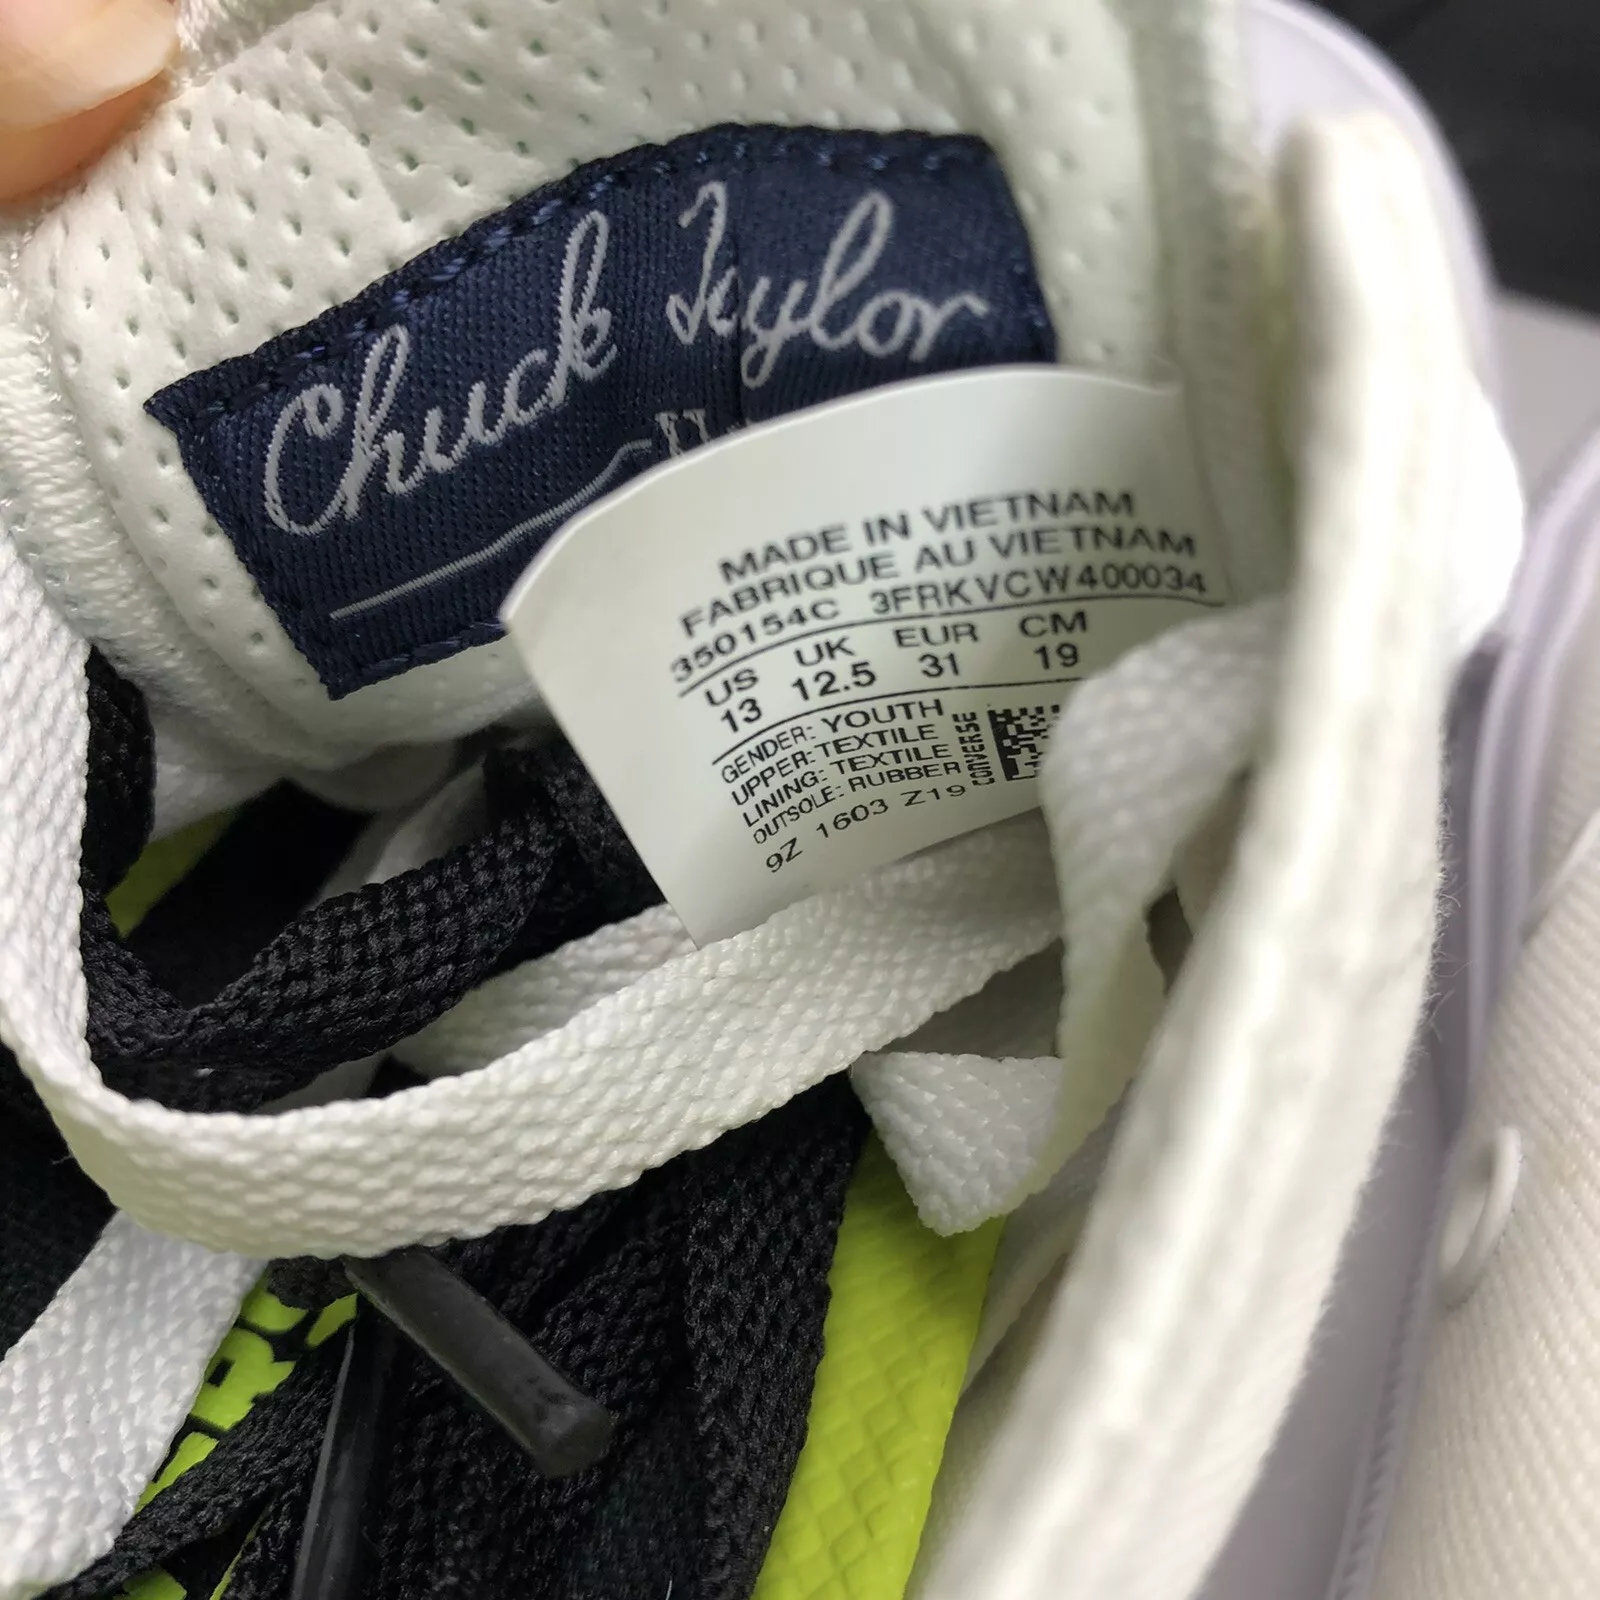 Chuck Taylor
II
MADE IN VIETNAM
FABRIQUE AU VIETNAM
350154C 3FRKVCW400034
US UK EUR CM
13 12.5 31 19
GENDER: YOUTH
UPPER: TEXTILE
LINING: TEXTILE
OUTSOLE: RUBBER
CONVERSE
9Z 1603 Z19